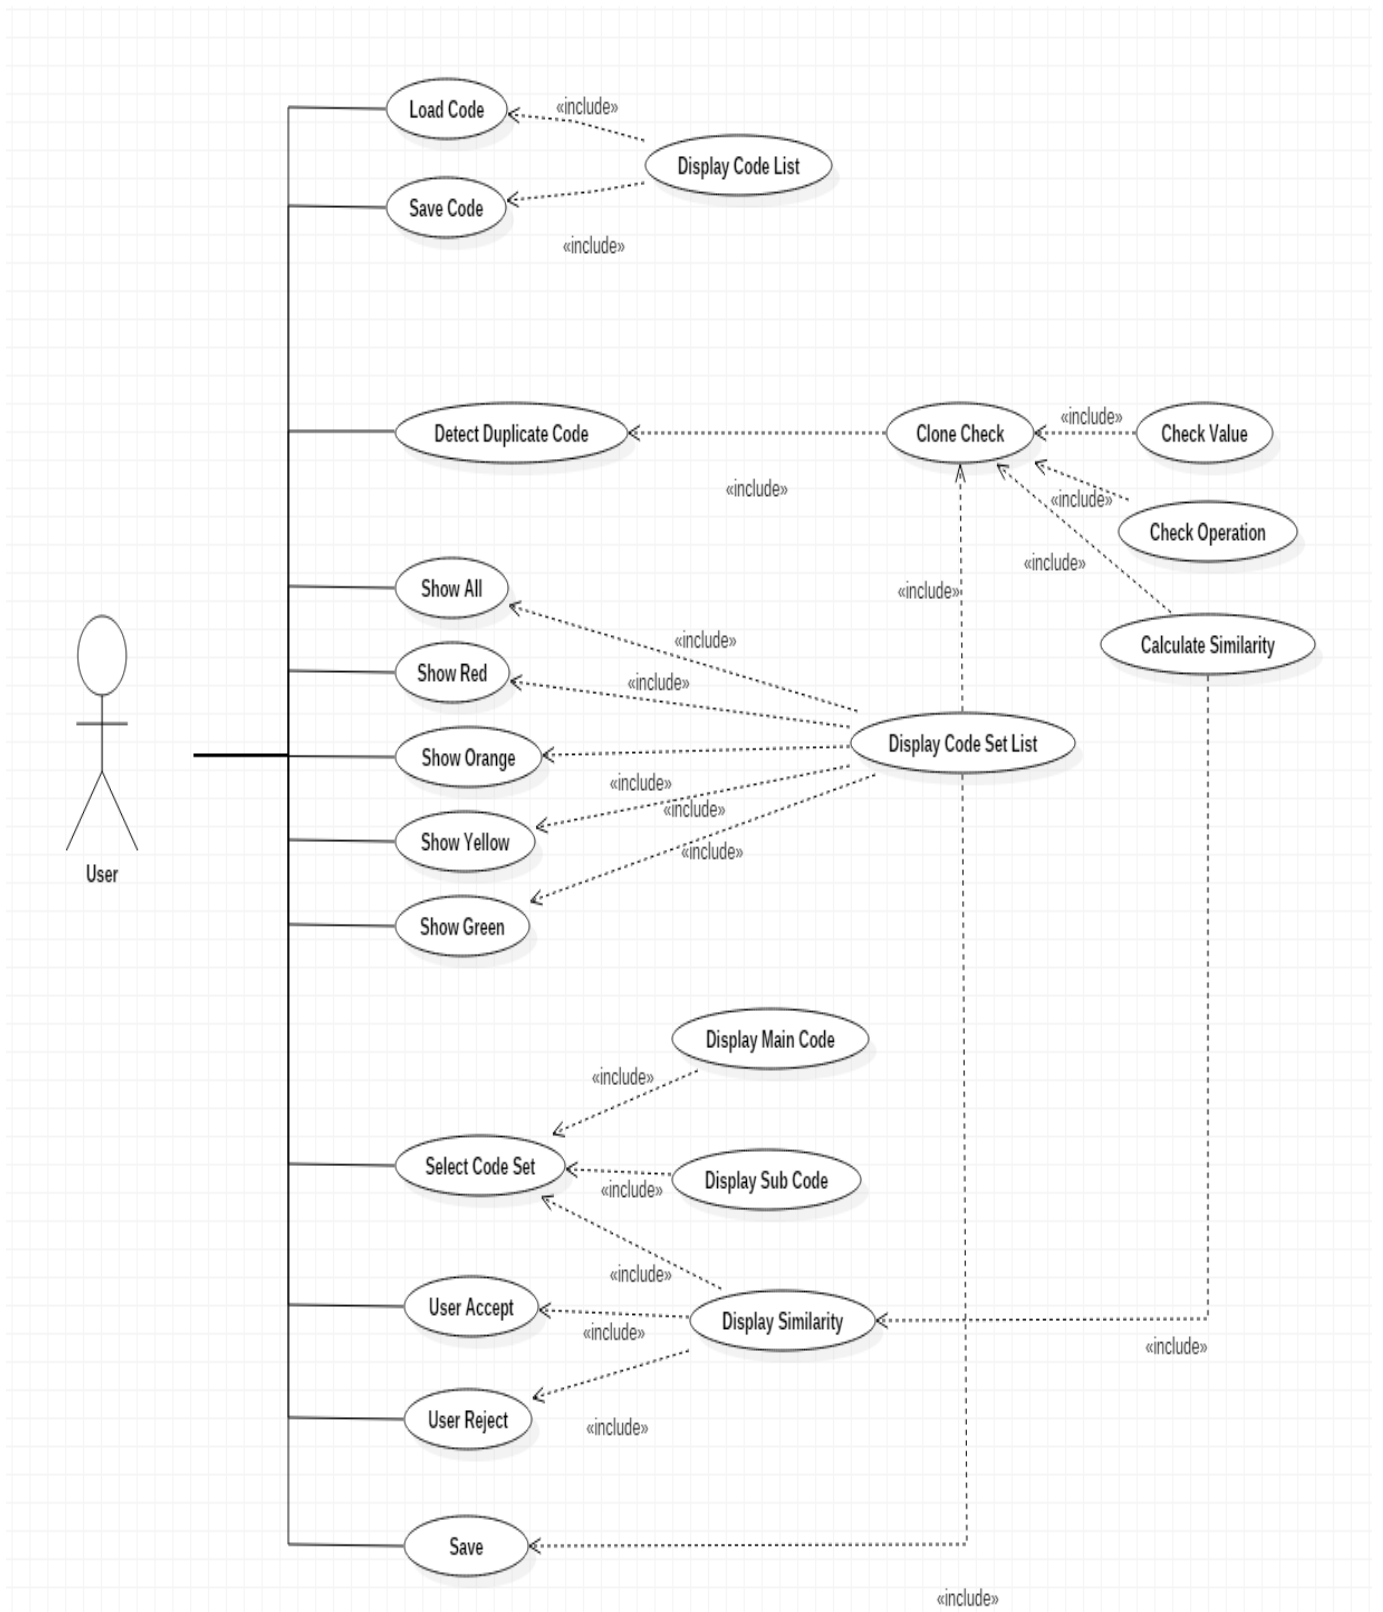 Load Code
«include»
Display Code List
Save Code
«include»
Detect Duplicate Code
Clone Check
«include»
Check Value
«include»
«include»
Check Operation
«include»
Show All
«include»
«include»
Calculate Similarity
Show Red
«include»
Display Code Set List
Show Orange
«include»
«include»
Show Yellow
«include»
User
Show Green
Display Main Code
«include»
Select Code Set
Display Sub Code
«include»
«include»
User Accept
Display Similarity
«include»
«include»
User Reject
«include»
Save
«include»